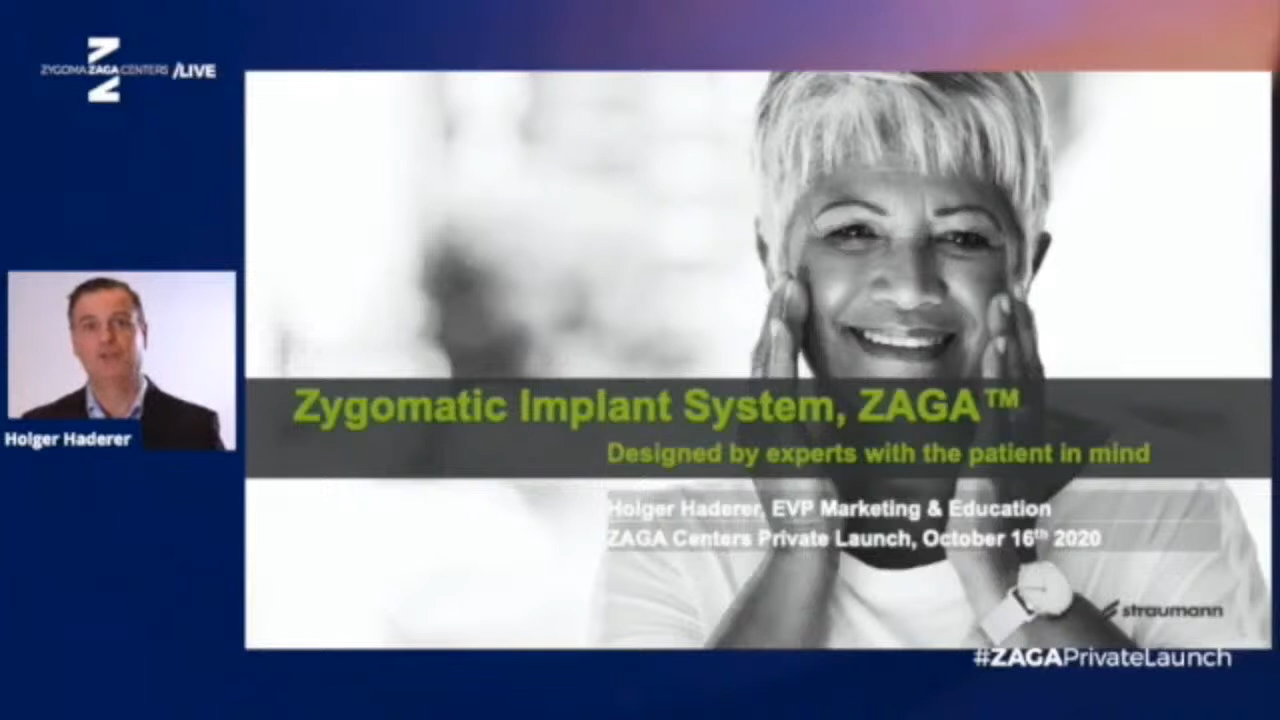 ZYGOMA ZAGA CENTERS /LIVE
Zygomatic Implant System, ZAGA™
Designed by experts with the patient in mind
Holger Haderer
Holger Haderer, EVP Marketing & Education
ZAGA Centers Private Launch, October 16th 2020
straumann
#ZAGAPrivateLaunch